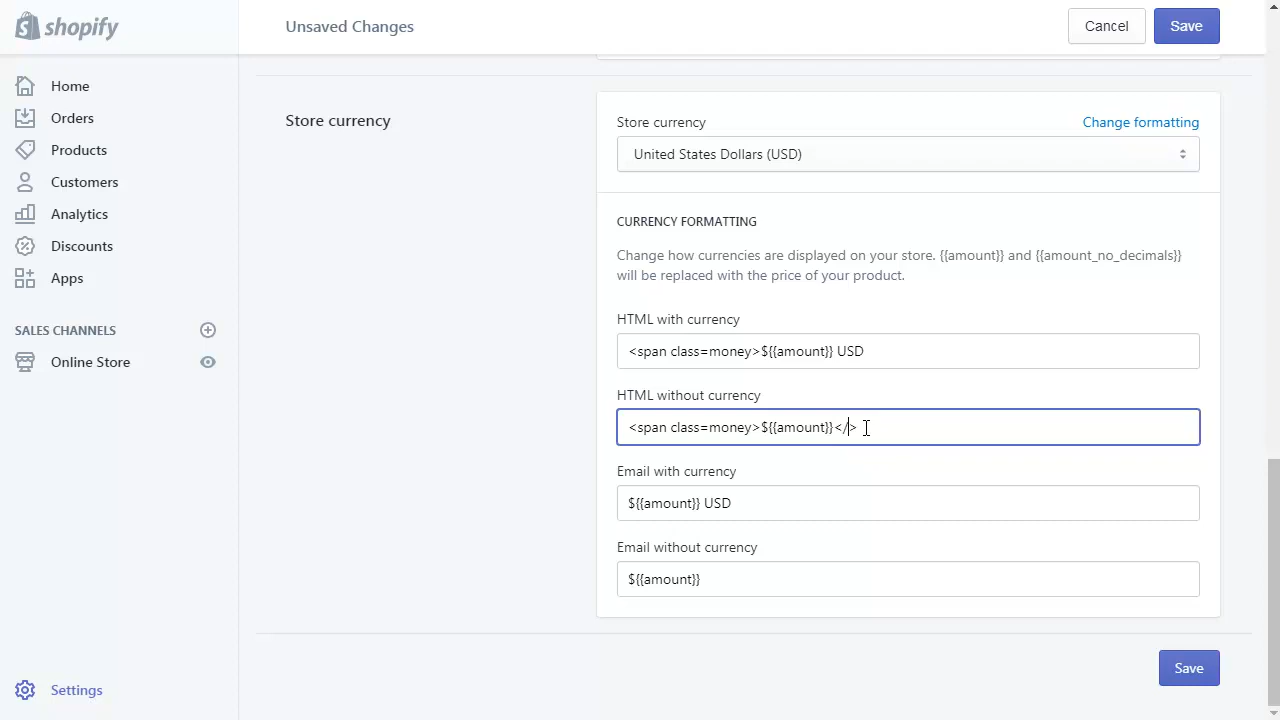 shopify
Unsaved Changes
Cancel
Save
Home
Orders
Products
Customers
Analytics
Discounts
Apps
SALES CHANNELS
Online Store
Settings
Store currency
Store currency
Change formatting
United States Dollars (USD)
CURRENCY FORMATTING
Change how currencies are displayed on your store. {{amount}} and {{amount_no_decimals}}
will be replaced with the price of your product.
HTML with currency
<span class=money>${{amount}} USD
HTML without currency
<span class=money>${{amount}}</>
Email with currency
${{amount}} USD
Email without currency
${{amount}}
Save